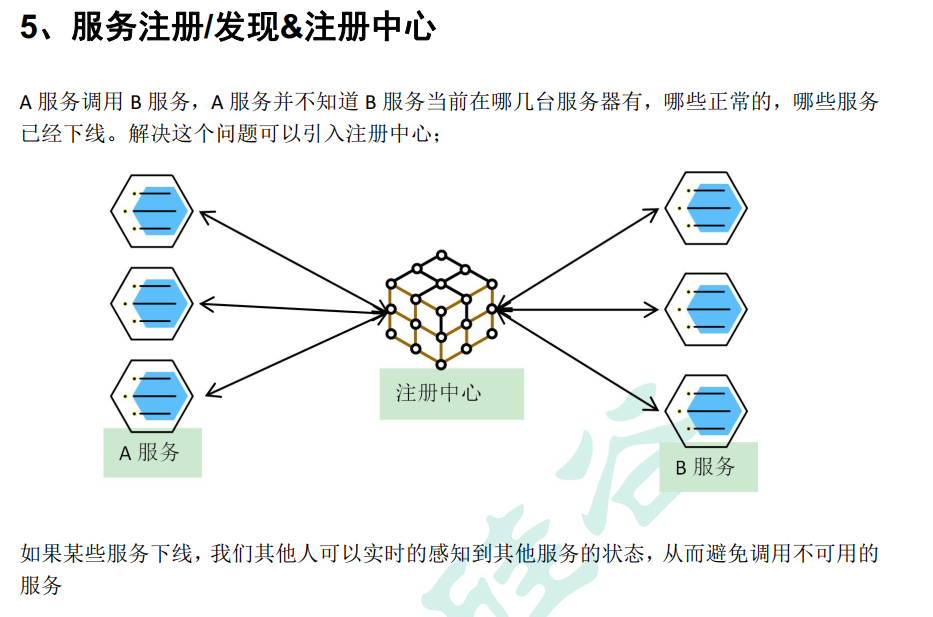 5、服务注册/发现&注册中心
A 服务调用 B 服务，A 服务并不知道 B 服务当前在哪几台服务器有，哪些正常的，哪些服务
已经下线。解决这个问题可以引入注册中心；
注册中心
A 服务
B 服务
如果某些服务下线，我们其他人可以实时的感知到其他服务的状态，从而避免调用不可用的
服务
硅谷